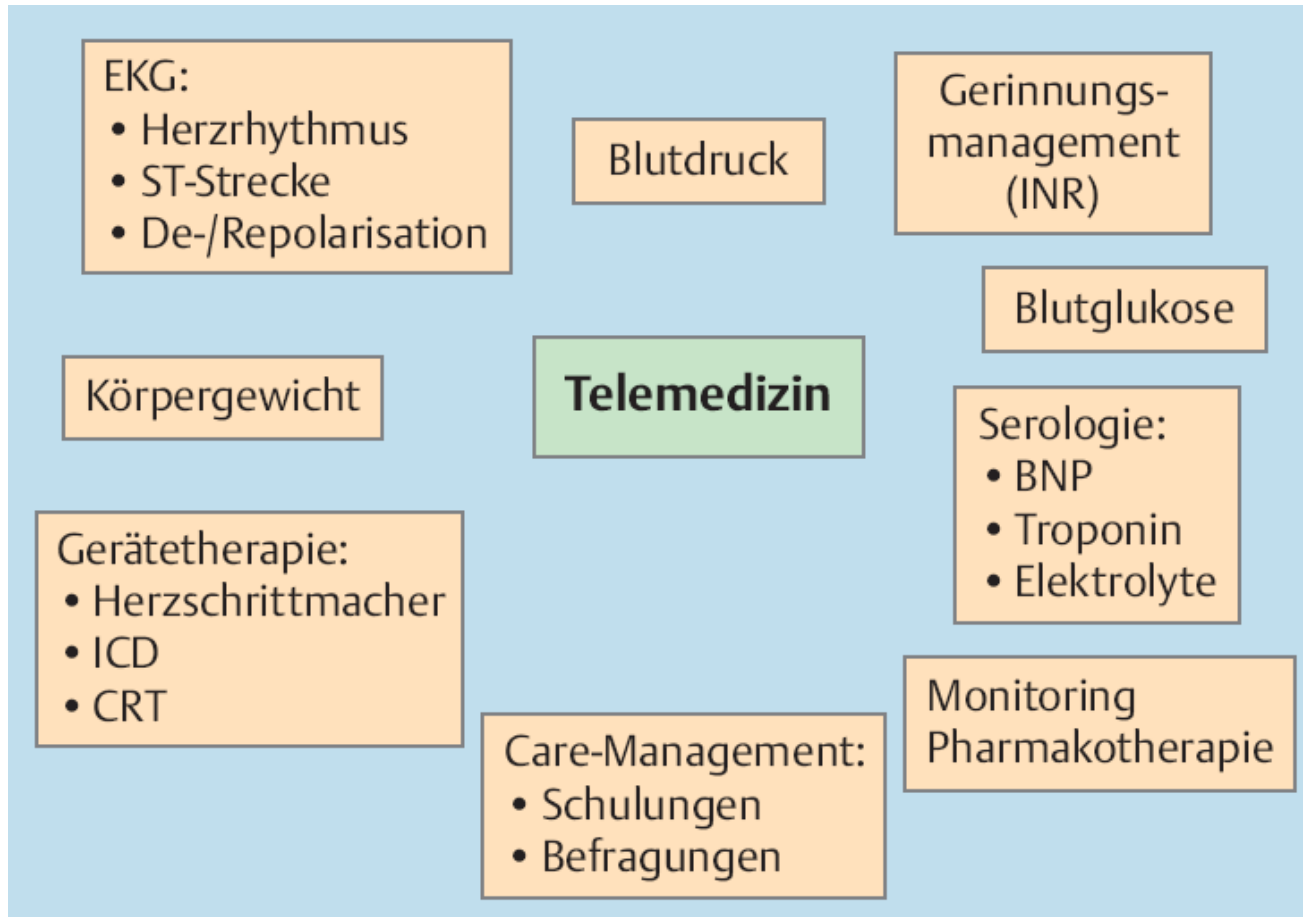 EKG:
• Herzrhythmus
• ST-Strecke
• De-/Repolarisation
Blutdruck
Gerinnungs-
management
(INR)
Blutglukose
Körpergewicht
Telemedizin
Serologie:
• BNP
• Troponin
• Elektrolyte
Gerätetherapie:
• Herzschrittmacher
• ICD
• CRT
Care-Management:
• Schulungen
• Befragungen
Monitoring
Pharmakotherapie